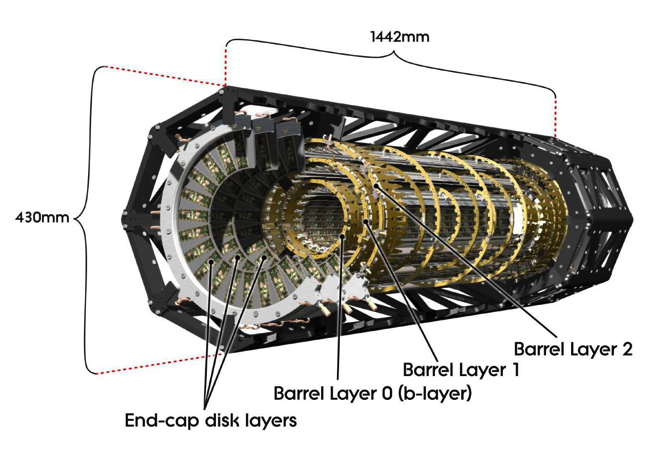 1442mm
430mm
Barrel Layer 2
Barrel Layer 1
Barrel Layer 0 (b-layer)
End-cap disk layers